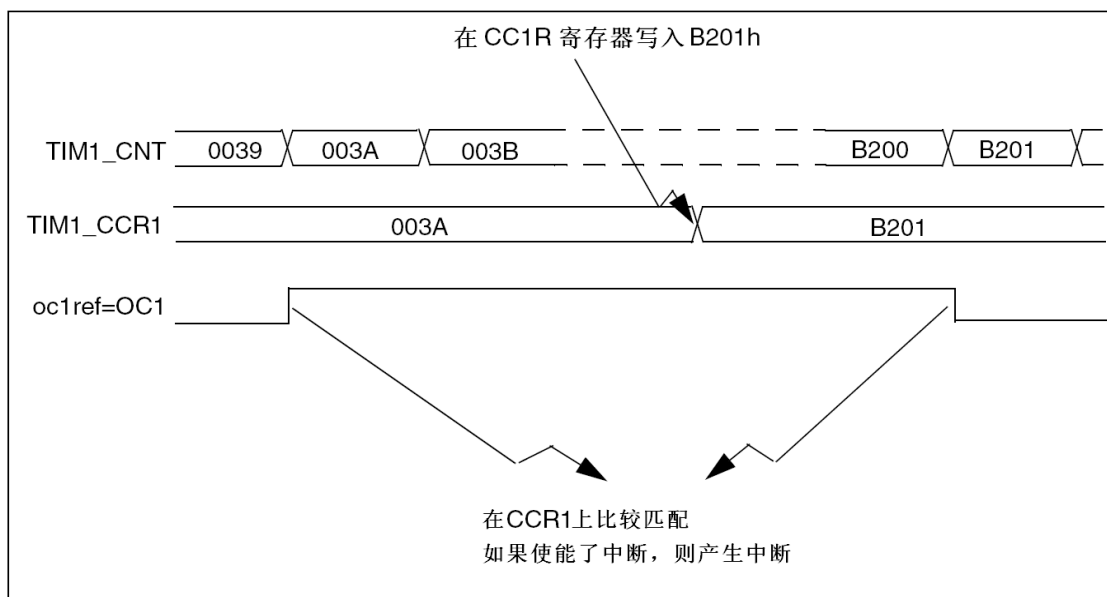 在 CC1R 寄存器写入 B201h
TIM1_CNT 0039 003A 003B B200 B201
TIM1_CCR1 003A B201
oc1ref=OC1
在CCR1上比较匹配
如果使能了中断，则产生中断